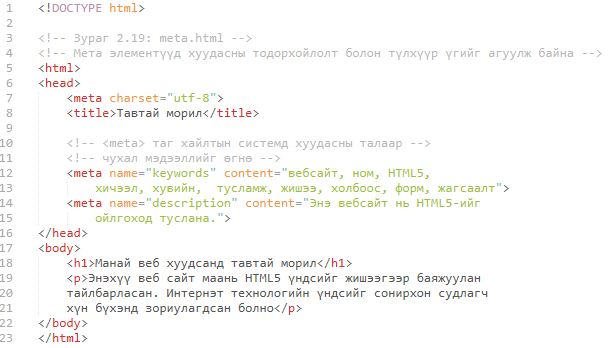 1 <!DOCTYPE html>
2
3 <!-- Зураг 2.19: meta.html -->
4 <!-- Мета элементүүд хуудасны тодорхойлолт болон түлхүүр үгийг агуулж байна -->
5 <html>
6 <head>
7 <meta charset="utf-8">
8 <title>Тавтай морил</title>
9
10 <!-- <meta> таг хайлтын системд хуудасны талаар -->
11 <!-- чухал мэдээллийг өгнө -->
12 <meta name="keywords" content="вебсайт, ном, HTML5,
13 хичээл, хувийн,  тусламж, жишээ, холбоос, форм, жагсаалт">
14 <meta name="description" content="Энэ вебсайт нь HTML5-ийг
15 ойлгоход туслана.">
16 </head>
17 <body>
18 <h1>Манай веб хуудсанд тавтай морил</h1>
19 <p>Энэхүү веб сайт маань HTML5 үндсийг жишээгээр баяжуулан
20 тайлбарласан. Интернэт технологийн үндсийг сонирхон судлагч
21 хүн бүхэнд зориулагдсан болно</p>
22 </body>
23 </html>